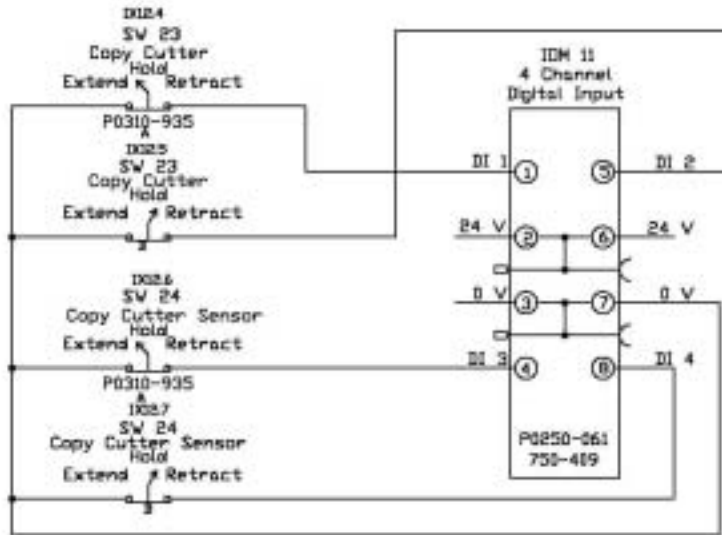 IX12.4
SW 23
Copy Cutter
Hold
Extend Retract
P0310-935
A
IX12.5
SW 23
Copy Cutter
Hold
Extend Retract
IX12.6
SW 24
Copy Cutter Sensor
Hold
Extend Retract
P0310-935
A
IX12.7
SW 24
Copy Cutter Sensor
Hold
Extend Retract
IDM 11
4 Channel
Digital Input
DI 1 1 5 DI 2
24 V 2 6 24 V
0 V 3 7 0 V
DI 3 4 8 DI 4
P0250-061
750-409